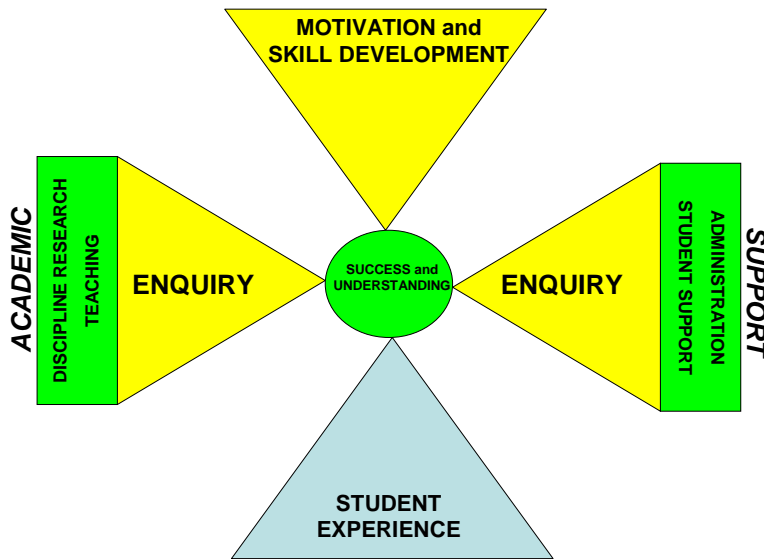 MOTIVATION and
SKILL DEVELOPMENT
ACADEMIC
DISCIPLINE RESEARCH
TEACHING
ENQUIRY
SUCCESS and
UNDERSTANDING
ENQUIRY
ADMINISTRATION
STUDENT SUPPORT
SUPPORT
STUDENT
EXPERIENCE